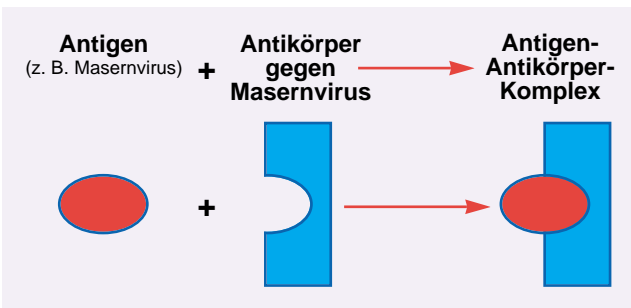 Antigen
(z. B. Masernvirus)
+
Antikörper
gegen
Masernvirus
Antigen-
Antikörper-
Komplex
+